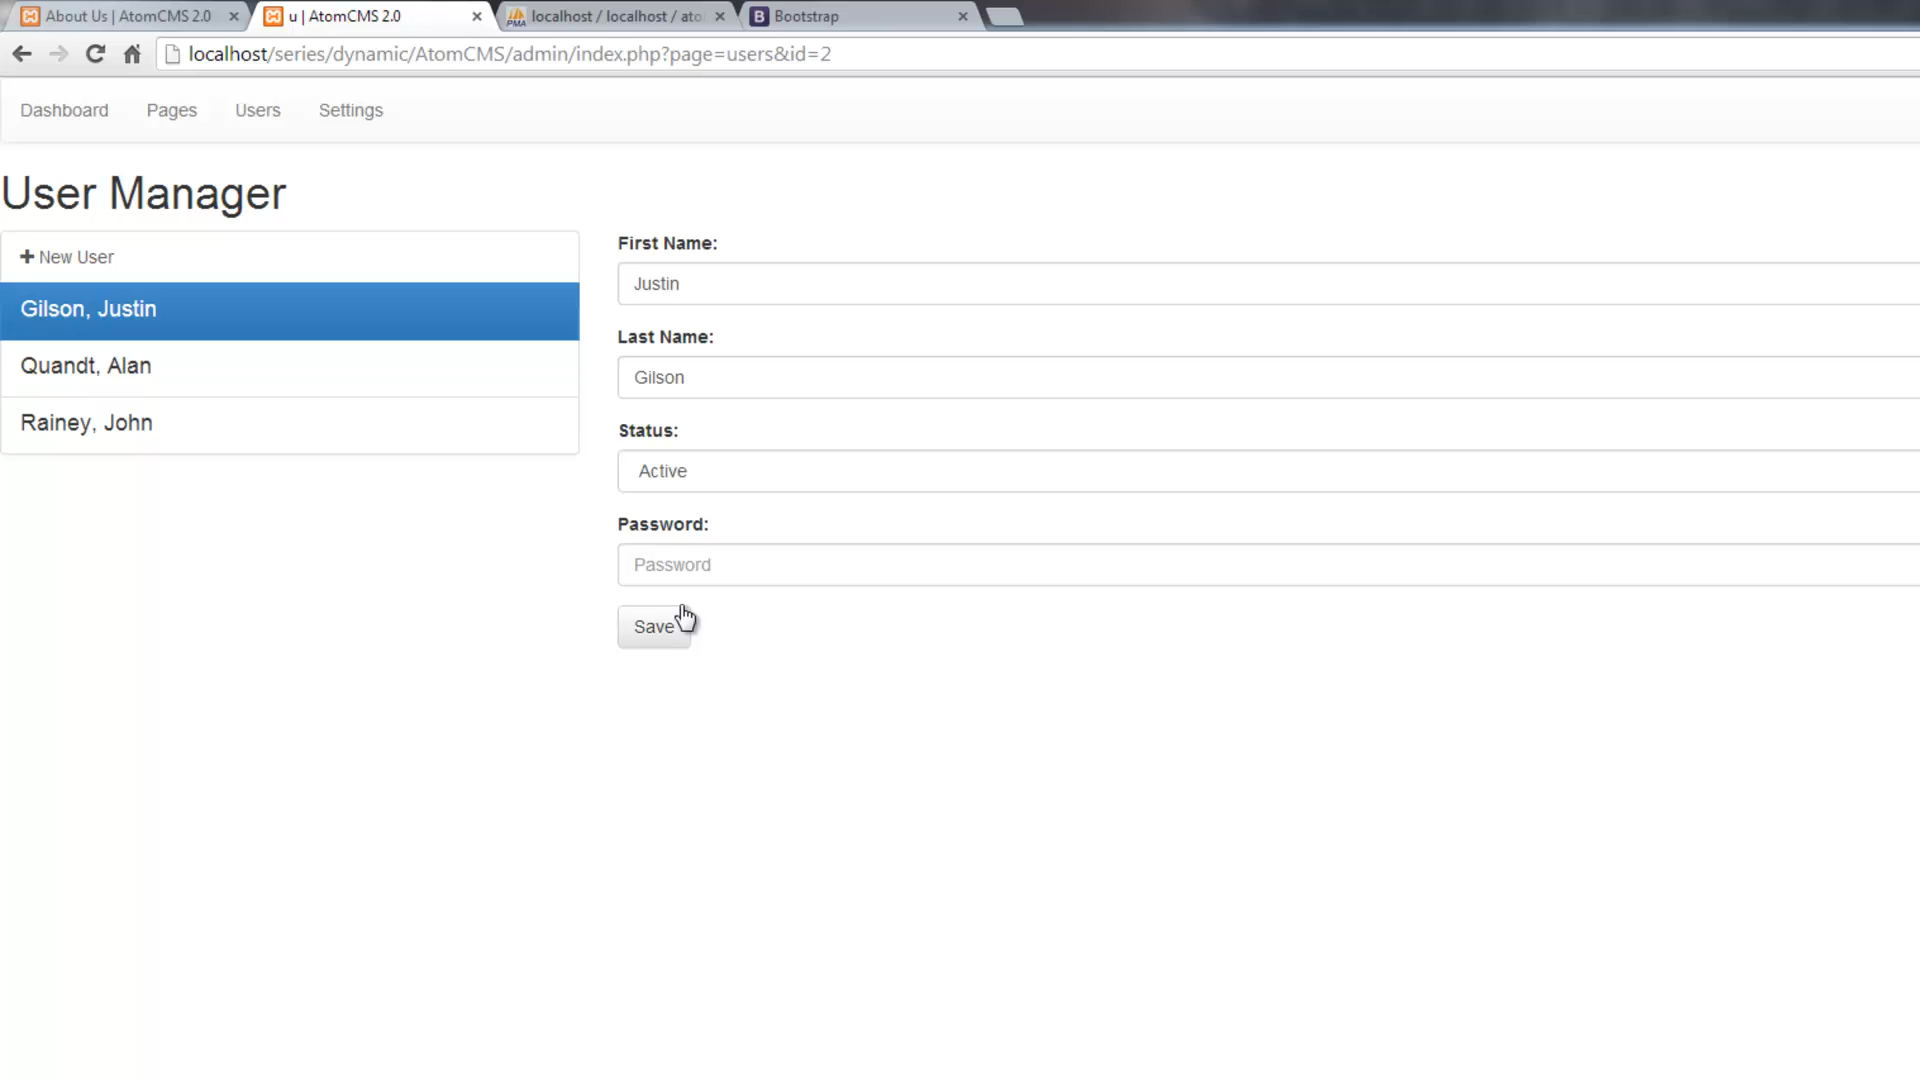 About Us | AtomCMS 2.0
u | AtomCMS 2.0
localhost / localhost / ato
Bootstrap
localhost/series/dynamic/AtomCMS/admin/index.php?page=users&id=2
Dashboard Pages Users Settings
User Manager
New User
Gilson, Justin
Quandt, Alan
Rainey, John
First Name:
Justin
Last Name:
Gilson
Status:
Active
Password:
Password
Save